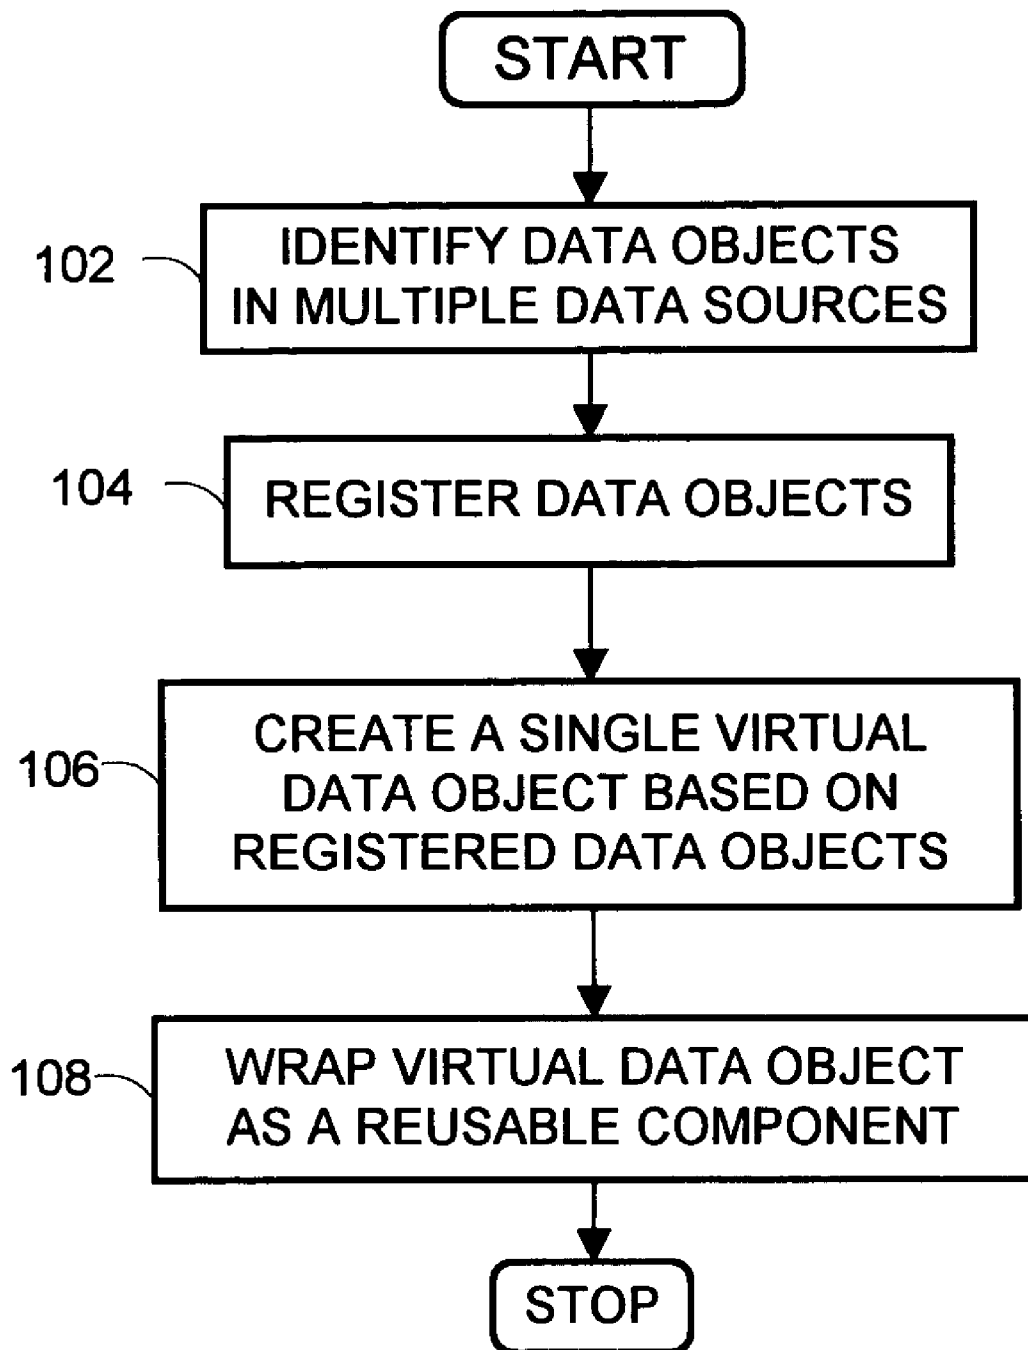 START
102
IDENTIFY DATA OBJECTS
IN MULTIPLE DATA SOURCES
104
REGISTER DATA OBJECTS
106
CREATE A SINGLE VIRTUAL
DATA OBJECT BASED ON
REGISTERED DATA OBJECTS
108
WRAP VIRTUAL DATA OBJECT
AS A REUSABLE COMPONENT
STOP